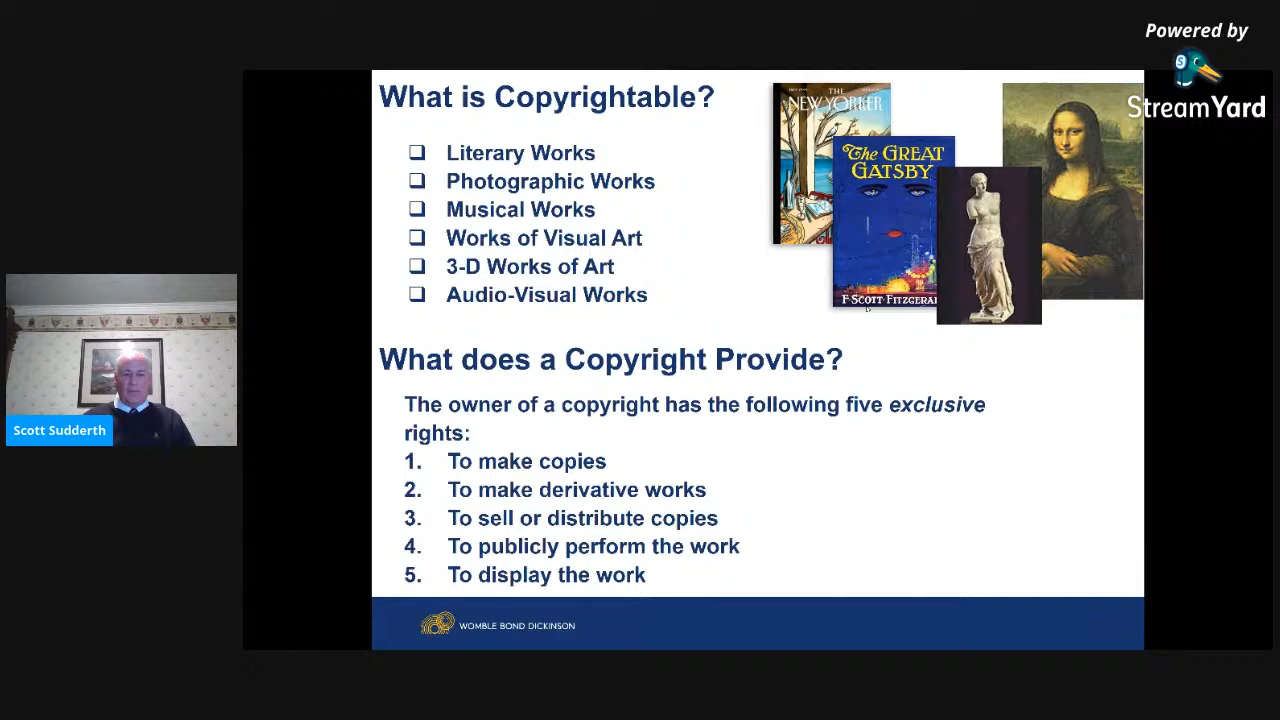 Powered by
StreamYard
What is Copyrightable?
❑ Literary Works
❑ Photographic Works
❑ Musical Works
❑ Works of Visual Art
❑ 3-D Works of Art
❑ Audio-Visual Works
THE
NEW YORKER
The GREAT
GATSBY
F·SCOTT·FITZGERAL
What does a Copyright Provide?
The owner of a copyright has the following five exclusive
rights:
1. To make copies
2. To make derivative works
3. To sell or distribute copies
4. To publicly perform the work
5. To display the work
Scott Sudderth
WOMBLE BOND DICKINSON